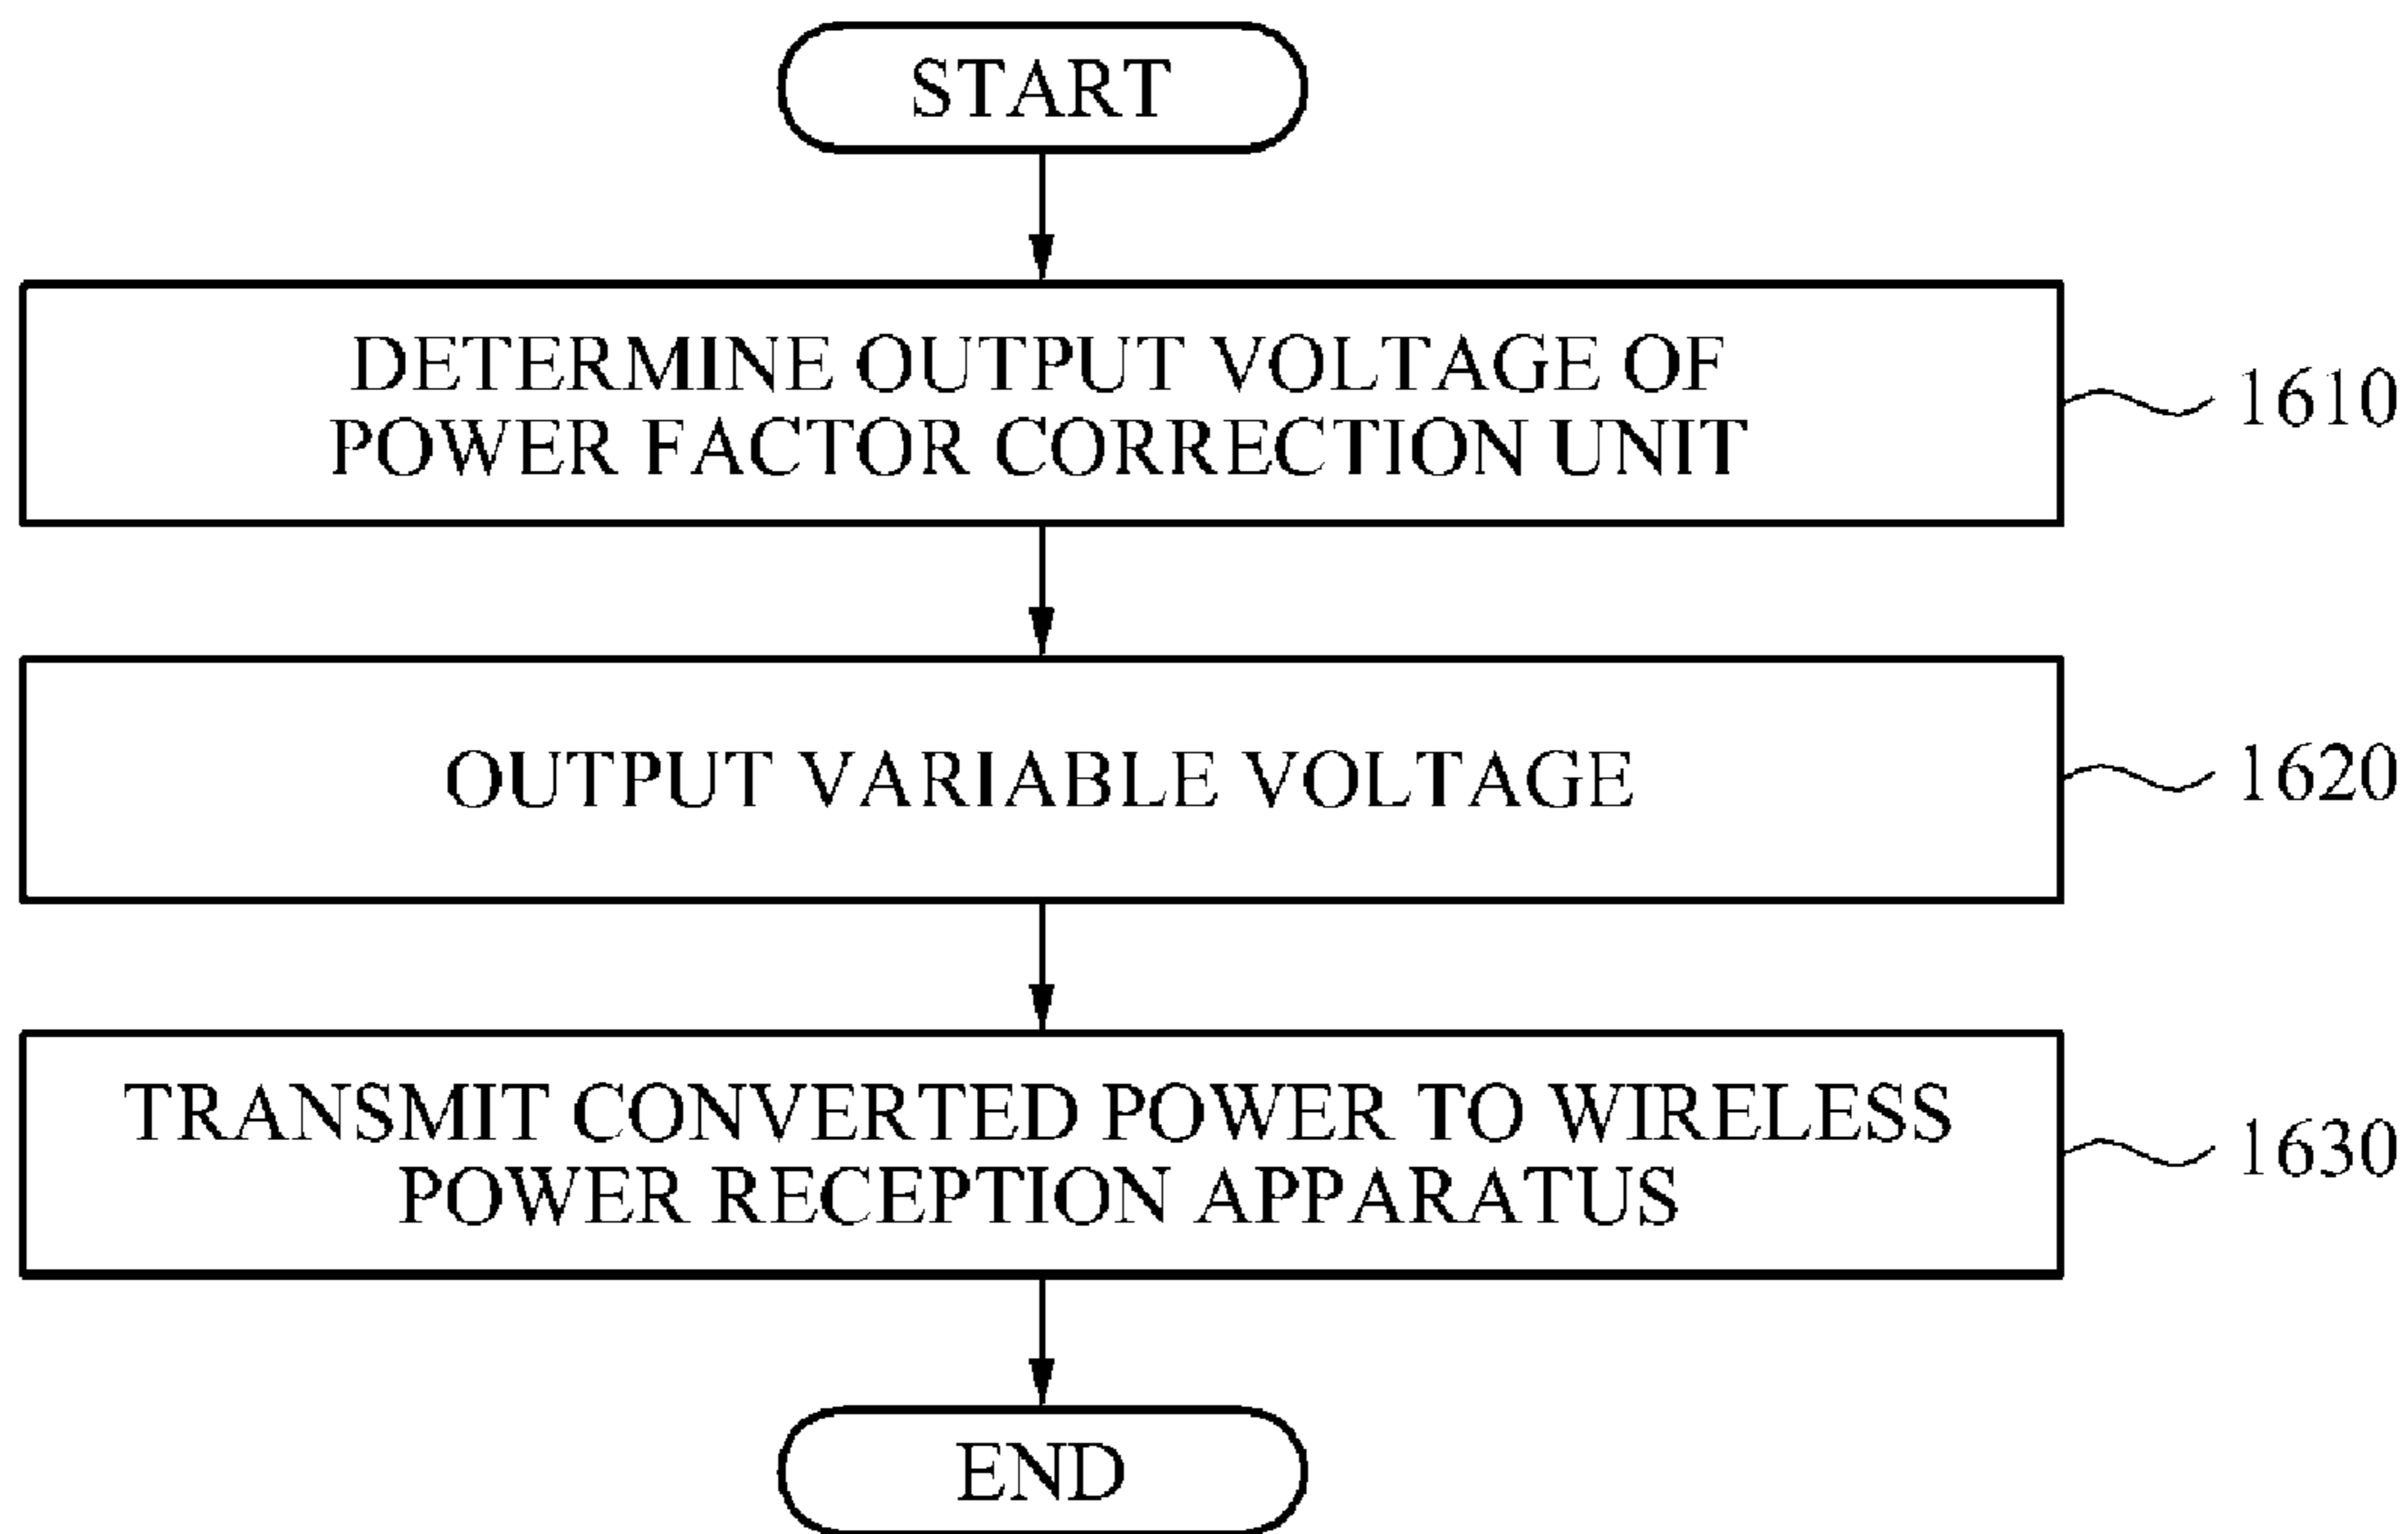 START
DETERMINE OUTPUT VOLTAGE OF
POWER FACTOR CORRECTION UNIT
1610
OUTPUT VARIABLE VOLTAGE
1620
TRANSMIT CONVERTED POWER TO WIRELESS
POWER RECEPTION APPARATUS
1630
END